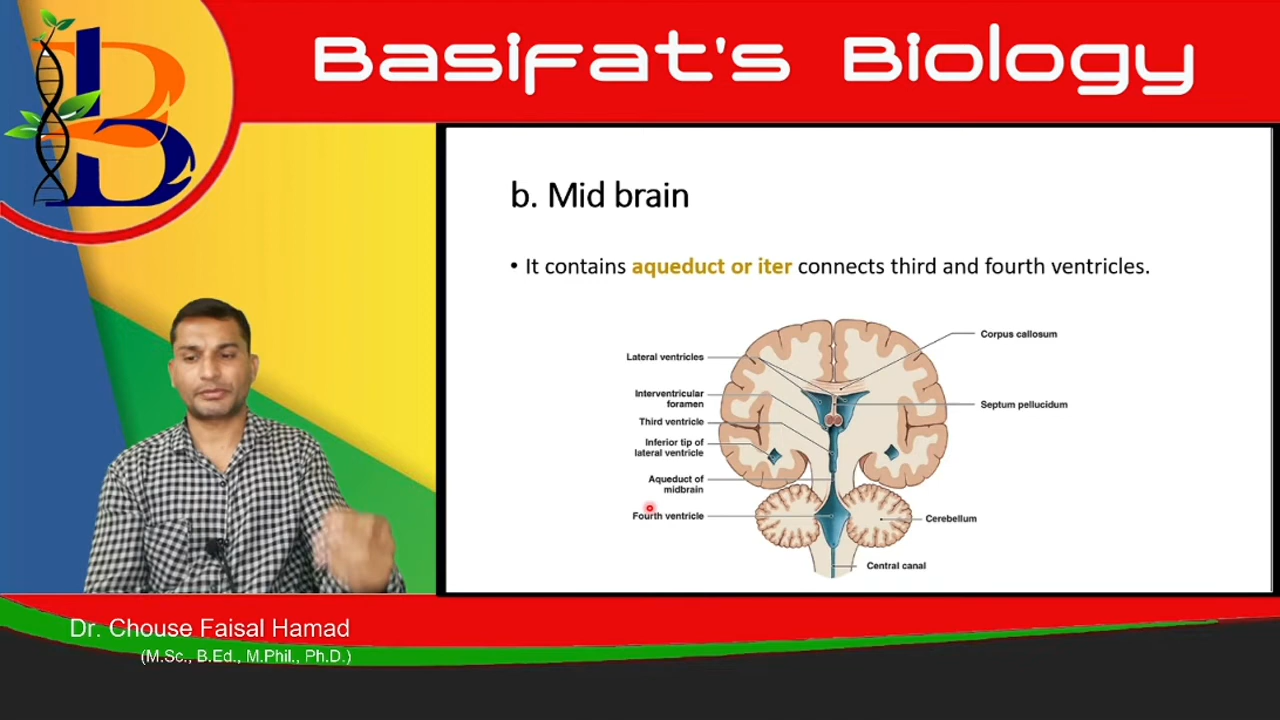 Basifat's Biology
b. Mid brain
• It contains aqueduct or iter connects third and fourth ventricles.
Corpus callosum
Lateral ventricles
Interventricular
foramen
Septum pellucidum
Third ventricle
Inferior tip of
lateral ventricle
Aqueduct of
midbrain
Fourth ventricle
Cerebellum
Central canal
Dr. Chouse Faisal Hamad
(M.Sc., B.Ed., M.Phil., Ph.D.)